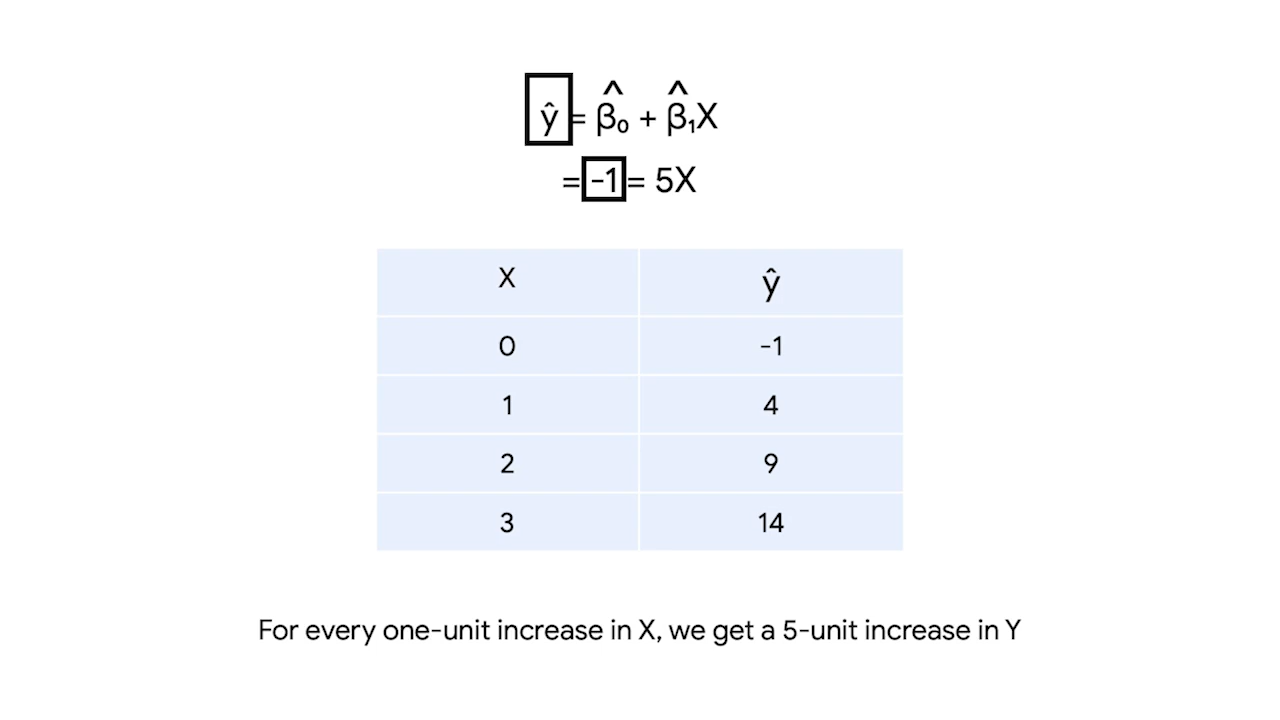 ŷ = β̂₀ + β̂₁X
= -1 = 5X
X ŷ
0 -1
1 4
2 9
3 14
For every one-unit increase in X, we get a 5-unit increase in Y